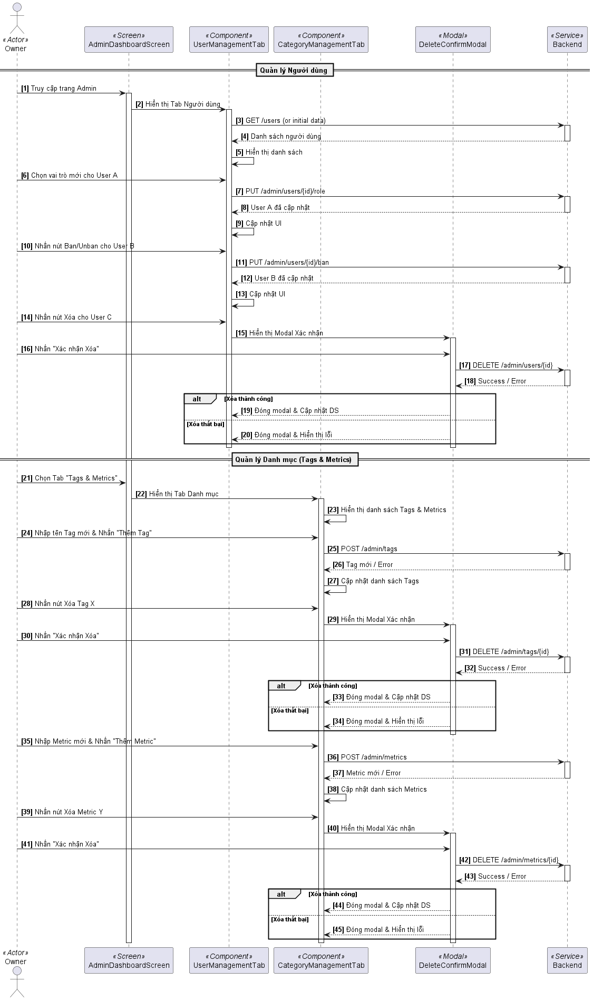 «Actor»
Owner
«Screen»
AdminDashboardScreen
«Component»
UserManagementTab
«Component»
CategoryManagementTab
«Modal»
DeleteConfirmModal
«Service»
Backend
Quản lý Người dùng
[1] Truy cập trang Admin
[2] Hiển thị Tab Người dùng
[3] GET /users (or initial data)
[4] Danh sách người dùng
[5] Hiển thị danh sách
[6] Chọn vai trò mới cho User A
[7] PUT /admin/users/{id}/role
[8] User A đã cập nhật
[9] Cập nhật UI
[10] Nhấn nút Ban/Unban cho User B
[11] PUT /admin/users/{id}/ban
[12] User B đã cập nhật
[13] Cập nhật UI
[14] Nhấn nút Xóa cho User C
[15] Hiển thị Modal Xác nhận
[16] Nhấn "Xác nhận Xóa"
[17] DELETE /admin/users/{id}
[18] Success / Error
alt [Xóa thành công]
[19] Đóng modal & Cập nhật DS
[Xóa thất bại]
[20] Đóng modal & Hiển thị lỗi
Quản lý Danh mục (Tags & Metrics)
[21] Chọn Tab "Tags & Metrics"
[22] Hiển thị Tab Danh mục
[23] Hiển thị danh sách Tags & Metrics
[24] Nhập tên Tag mới & Nhấn "Thêm Tag"
[25] POST /admin/tags
[26] Tag mới / Error
[27] Cập nhật danh sách Tags
[28] Nhấn nút Xóa Tag X
[29] Hiển thị Modal Xác nhận
[30] Nhấn "Xác nhận Xóa"
[31] DELETE /admin/tags/{id}
[32] Success / Error
alt [Xóa thành công]
[33] Đóng modal & Cập nhật DS
[Xóa thất bại]
[34] Đóng modal & Hiển thị lỗi
[35] Nhập Metric mới & Nhấn "Thêm Metric"
[36] POST /admin/metrics
[37] Metric mới / Error
[38] Cập nhật danh sách Metrics
[39] Nhấn nút Xóa Metric Y
[40] Hiển thị Modal Xác nhận
[41] Nhấn "Xác nhận Xóa"
[42] DELETE /admin/metrics/{id}
[43] Success / Error
alt [Xóa thành công]
[44] Đóng modal & Cập nhật DS
[Xóa thất bại]
[45] Đóng modal & Hiển thị lỗi
«Actor»
Owner
«Screen»
AdminDashboardScreen
«Component»
UserManagementTab
«Component»
CategoryManagementTab
«Modal»
DeleteConfirmModal
«Service»
Backend